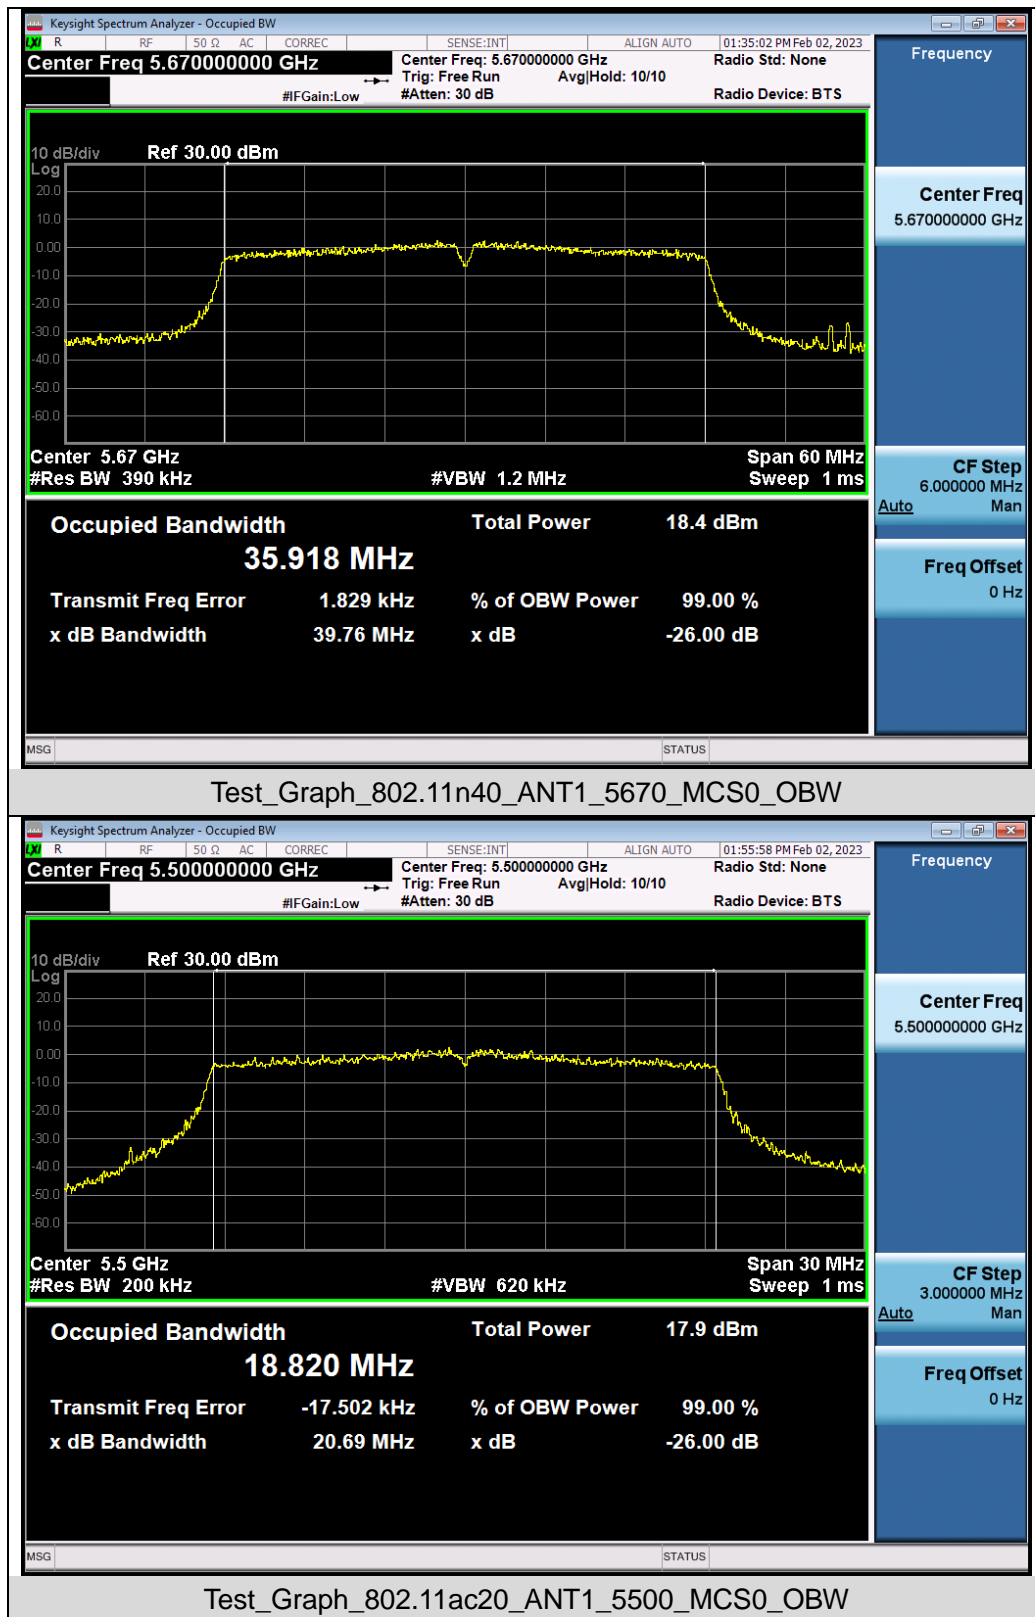 Keysight Spectrum Analyzer - Occupied BW
LXI R RF 50 Ω AC CORREC SENSE:INT ALIGN AUTO 01:35:02 PM Feb 02, 2023
Center Freq 5.670000000 GHz
Center Freq: 5.670000000 GHz Radio Std: None
Trig: Free Run Avg|Hold: 10/10
#IFGain:Low #Atten: 30 dB Radio Device: BTS
Frequency
10 dB/div Ref 30.00 dBm
Log
20.0
10.0
0.00
-10.0
-20.0
-30.0
-40.0
-50.0
-60.0
Center 5.67 GHz Span 60 MHz
#Res BW 390 kHz #VBW 1.2 MHz Sweep 1 ms
Center Freq
5.670000000 GHz
CF Step
6.000000 MHz
Auto Man
Freq Offset
0 Hz
Occupied Bandwidth Total Power 18.4 dBm
35.918 MHz
Transmit Freq Error 1.829 kHz % of OBW Power 99.00 %
x dB Bandwidth 39.76 MHz x dB -26.00 dB
MSG STATUS
Test_Graph_802.11n40_ANT1_5670_MCS0_OBW
Keysight Spectrum Analyzer - Occupied BW
LXI R RF 50 Ω AC CORREC SENSE:INT ALIGN AUTO 01:55:58 PM Feb 02, 2023
Center Freq 5.500000000 GHz
Center Freq: 5.500000000 GHz Radio Std: None
Trig: Free Run Avg|Hold: 10/10
#IFGain:Low #Atten: 30 dB Radio Device: BTS
Frequency
10 dB/div Ref 30.00 dBm
Log
20.0
10.0
0.00
-10.0
-20.0
-30.0
-40.0
-50.0
-60.0
Center 5.5 GHz Span 30 MHz
#Res BW 200 kHz #VBW 620 kHz Sweep 1 ms
Center Freq
5.500000000 GHz
CF Step
3.000000 MHz
Auto Man
Freq Offset
0 Hz
Occupied Bandwidth Total Power 17.9 dBm
18.820 MHz
Transmit Freq Error -17.502 kHz % of OBW Power 99.00 %
x dB Bandwidth 20.69 MHz x dB -26.00 dB
MSG STATUS
Test_Graph_802.11ac20_ANT1_5500_MCS0_OBW